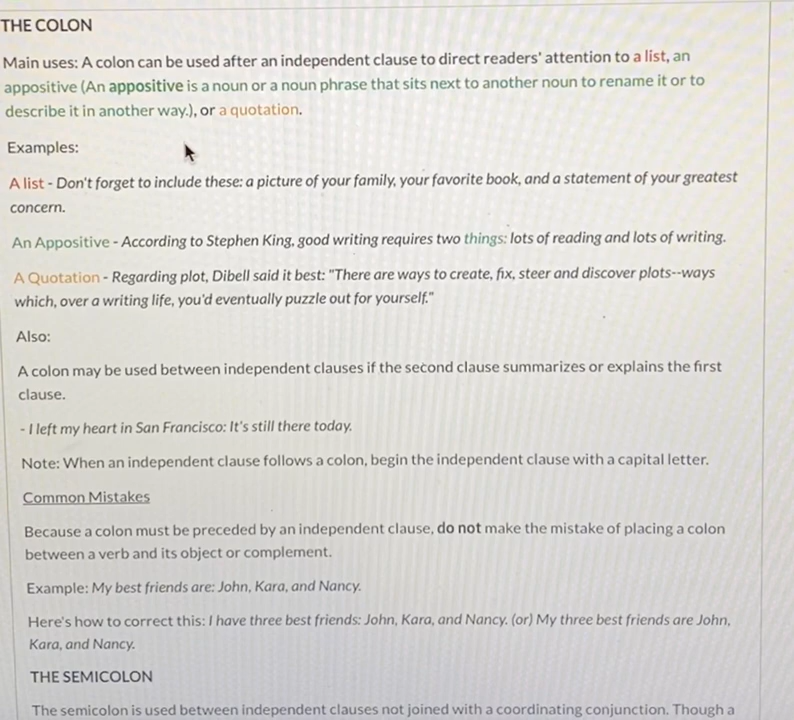 THE COLON
Main uses: A colon can be used after an independent clause to direct readers' attention to a list, an
appositive (An appositive is a noun or a noun phrase that sits next to another noun to rename it or to
describe it in another way.), or a quotation.
Examples:
A list - Don't forget to include these: a picture of your family, your favorite book, and a statement of your greatest
concern.
An Appositive - According to Stephen King, good writing requires two things: lots of reading and lots of writing.
A Quotation - Regarding plot, Dibell said it best: "There are ways to create, fix, steer and discover plots--ways
which, over a writing life, you'd eventually puzzle out for yourself."
Also:
A colon may be used between independent clauses if the second clause summarizes or explains the first
clause.
- I left my heart in San Francisco: It's still there today.
Note: When an independent clause follows a colon, begin the independent clause with a capital letter.
Common Mistakes
Because a colon must be preceded by an independent clause, do not make the mistake of placing a colon
between a verb and its object or complement.
Example: My best friends are: John, Kara, and Nancy.
Here's how to correct this: I have three best friends: John, Kara, and Nancy. (or) My three best friends are John,
Kara, and Nancy.
THE SEMICOLON
The semicolon is used between independent clauses not joined with a coordinating conjunction. Though a